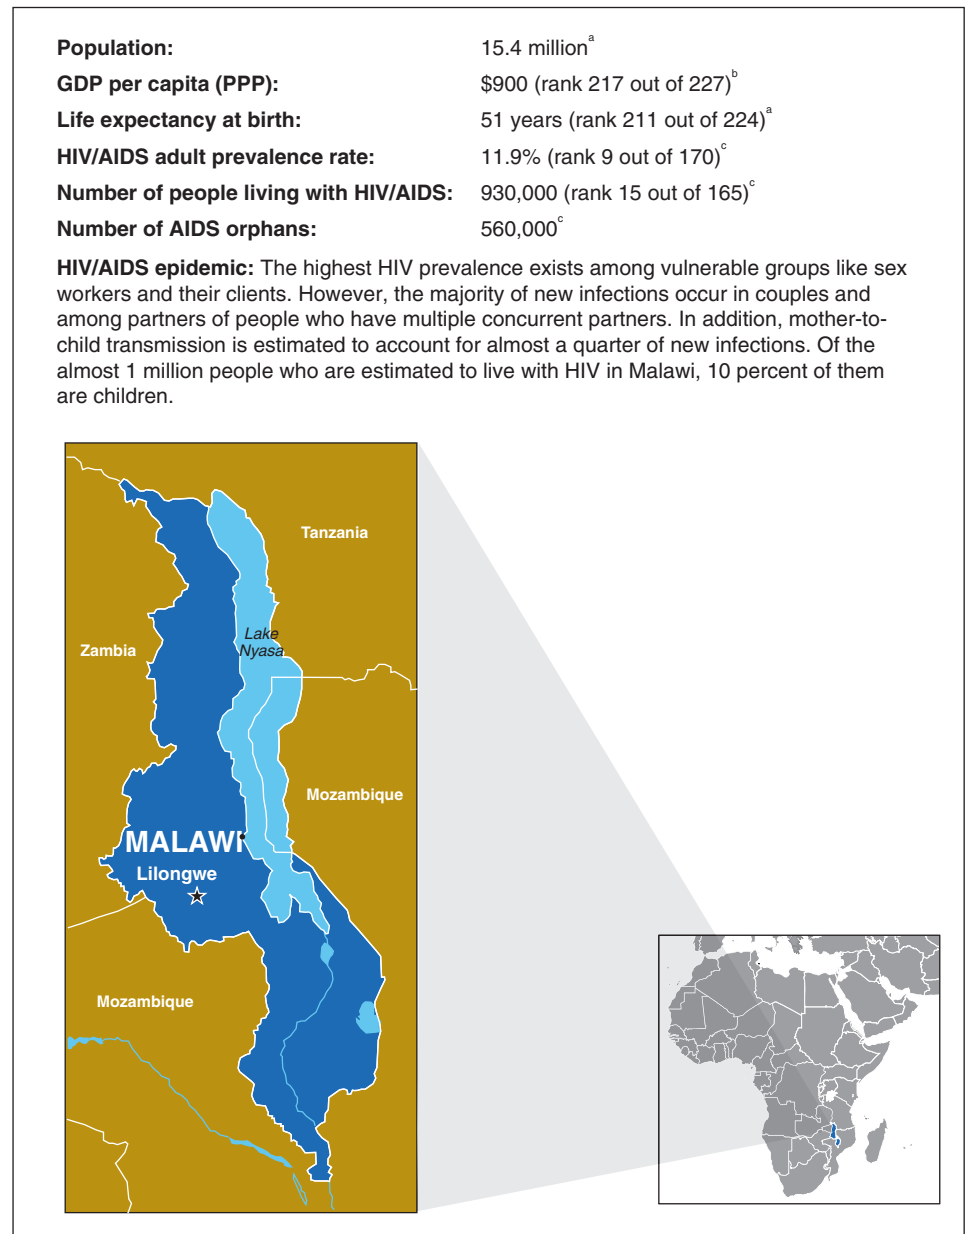 Population: 15.4 million^a
GDP per capita (PPP): $900 (rank 217 out of 227)^b
Life expectancy at birth: 51 years (rank 211 out of 224)^a
HIV/AIDS adult prevalence rate: 11.9% (rank 9 out of 170)^c
Number of people living with HIV/AIDS: 930,000 (rank 15 out of 165)^c
Number of AIDS orphans: 560,000^c
HIV/AIDS epidemic: The highest HIV prevalence exists among vulnerable groups like sex
workers and their clients. However, the majority of new infections occur in couples and
among partners of people who have multiple concurrent partners. In addition, mother-to-
child transmission is estimated to account for almost a quarter of new infections. Of the
almost 1 million people who are estimated to live with HIV in Malawi, 10 percent of them
are children.
Tanzania
Lake
Nyasa
Zambia
Mozambique
MALAWI
Lilongwe
Mozambique